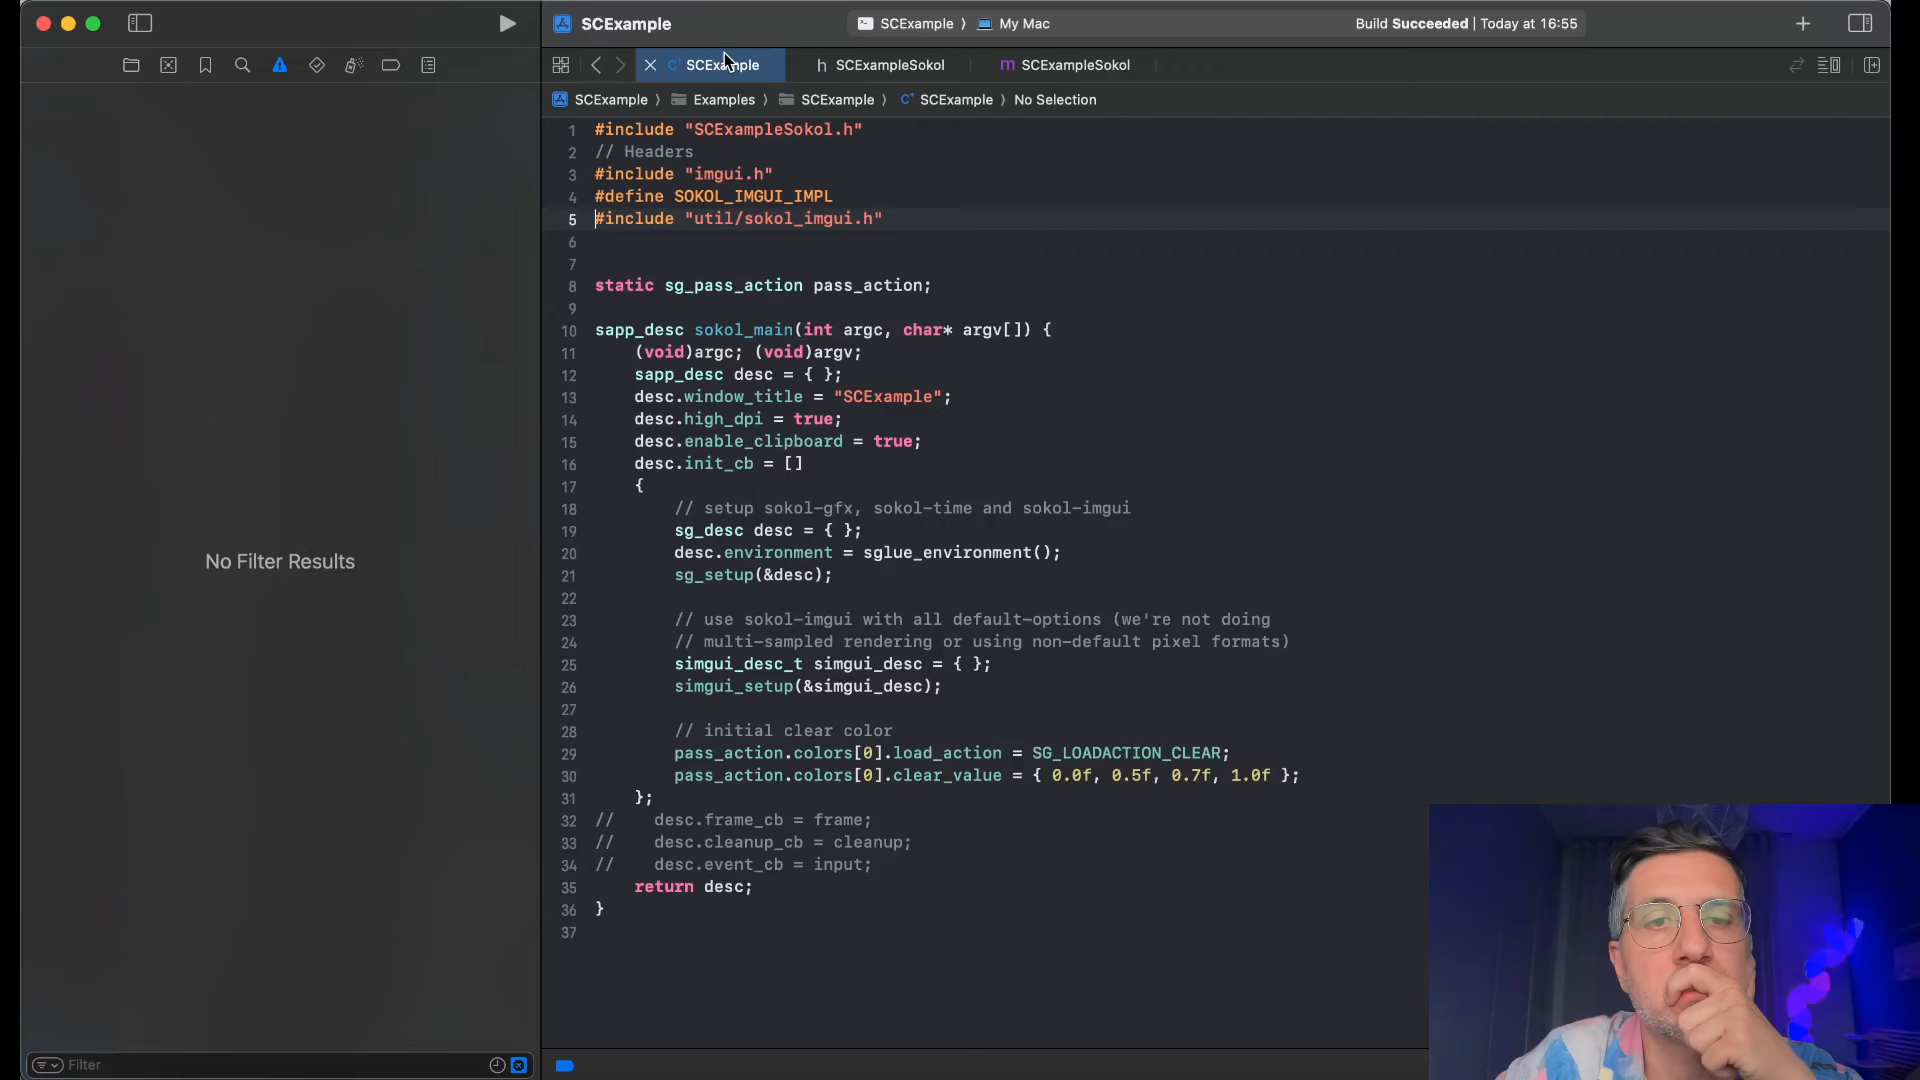 SCExample
SCExample 〉 My Mac
Build Succeeded | Today at 16:55
SCExample
h SCExampleSokol
m SCExampleSokol
SCExample 〉 Examples 〉 SCExample 〉 SCExample 〉 No Selection
1 #include "SCExampleSokol.h"
2 // Headers
3 #include "imgui.h"
4 #define SOKOL_IMGUI_IMPL
5 #include "util/sokol_imgui.h"
6
7
8 static sg_pass_action pass_action;
9
10 sapp_desc sokol_main(int argc, char* argv[]) {
11 (void)argc; (void)argv;
12 sapp_desc desc = { };
13 desc.window_title = "SCExample";
14 desc.high_dpi = true;
15 desc.enable_clipboard = true;
16 desc.init_cb = []
17 {
18 // setup sokol-gfx, sokol-time and sokol-imgui
19 sg_desc desc = { };
20 desc.environment = sglue_environment();
21 sg_setup(&desc);
22
23 // use sokol-imgui with all default-options (we're not doing
24 // multi-sampled rendering or using non-default pixel formats)
25 simgui_desc_t simgui_desc = { };
26 simgui_setup(&simgui_desc);
27
28 // initial clear color
29 pass_action.colors[0].load_action = SG_LOADACTION_CLEAR;
30 pass_action.colors[0].clear_value = { 0.0f, 0.5f, 0.7f, 1.0f };
31 };
32 // desc.frame_cb = frame;
33 // desc.cleanup_cb = cleanup;
34 // desc.event_cb = input;
35 return desc;
36 }
37
No Filter Results
Filter